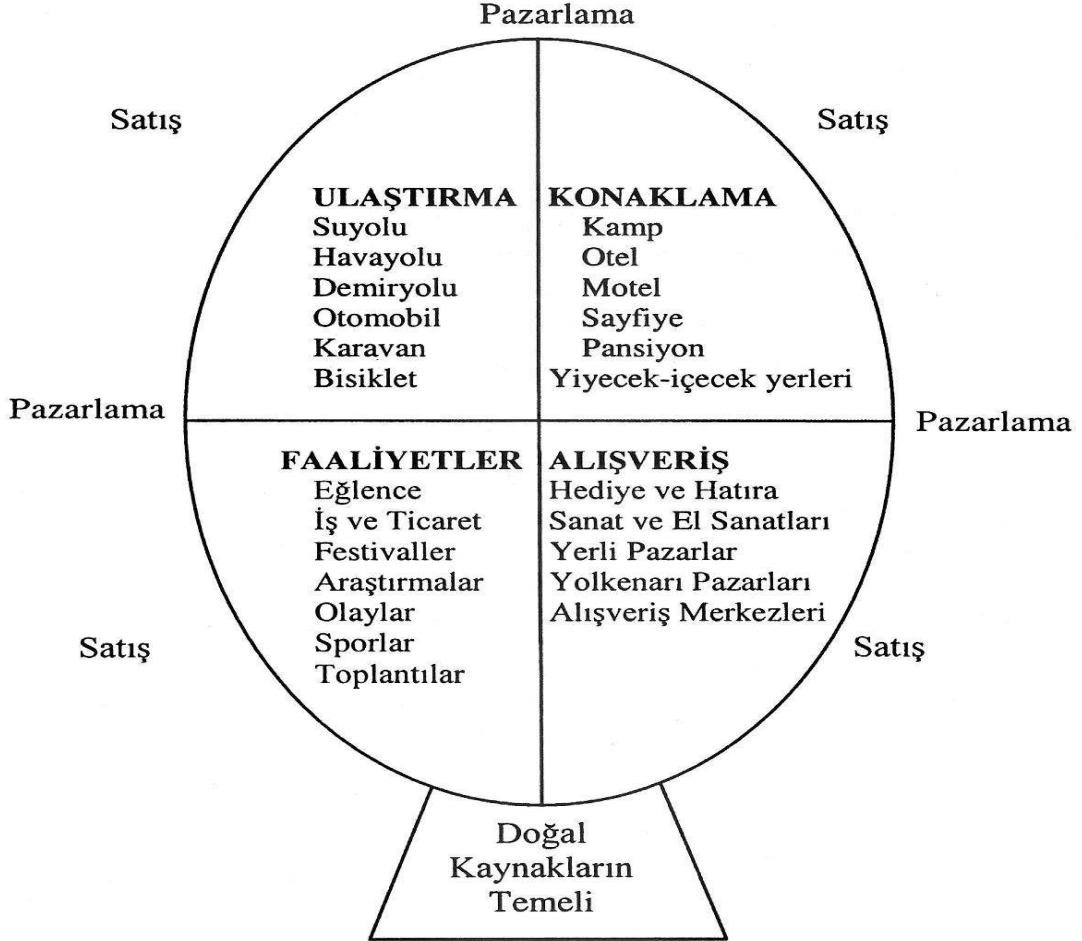 Pazarlama
Satış
Satış
ULAŞTIRMA
Suyolu
Havayolu
Demiryolu
Otomobil
Karavan
Bisiklet
KONAKLAMA
Kamp
Otel
Motel
Sayfiye
Pansiyon
Yiyecek-içecek yerleri
Pazarlama
Pazarlama
FAALİYETLER
Eğlence
İş ve Ticaret
Festivaller
Araştırmalar
Olaylar
Sporlar
Toplantılar
ALIŞVERİŞ
Hediye ve Hatıra
Sanat ve El Sanatları
Yerli Pazarlar
Yolkenarı Pazarları
Alışveriş Merkezleri
Satış
Satış
Doğal
Kaynakların
Temeli